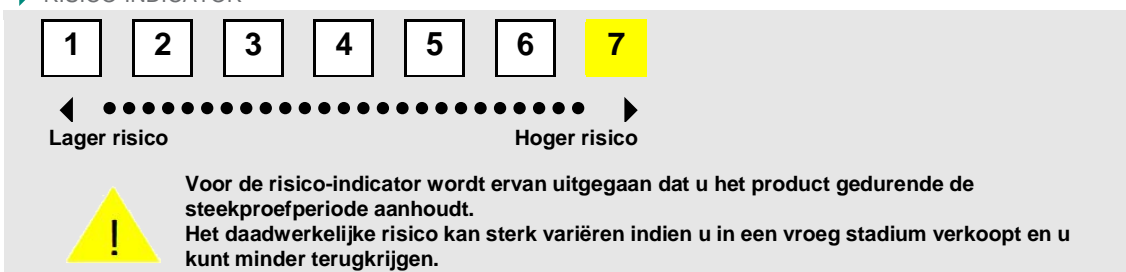 RISICO-INDICATOR
1 2 3 4 5 6 7
Lager risico Hoger risico
! Voor de risico-indicator wordt ervan uitgegaan dat u het product gedurende de
steekproefperiode aanhoudt.
Het daadwerkelijke risico kan sterk variëren indien u in een vroeg stadium verkoopt en u
kunt minder terugkrijgen.